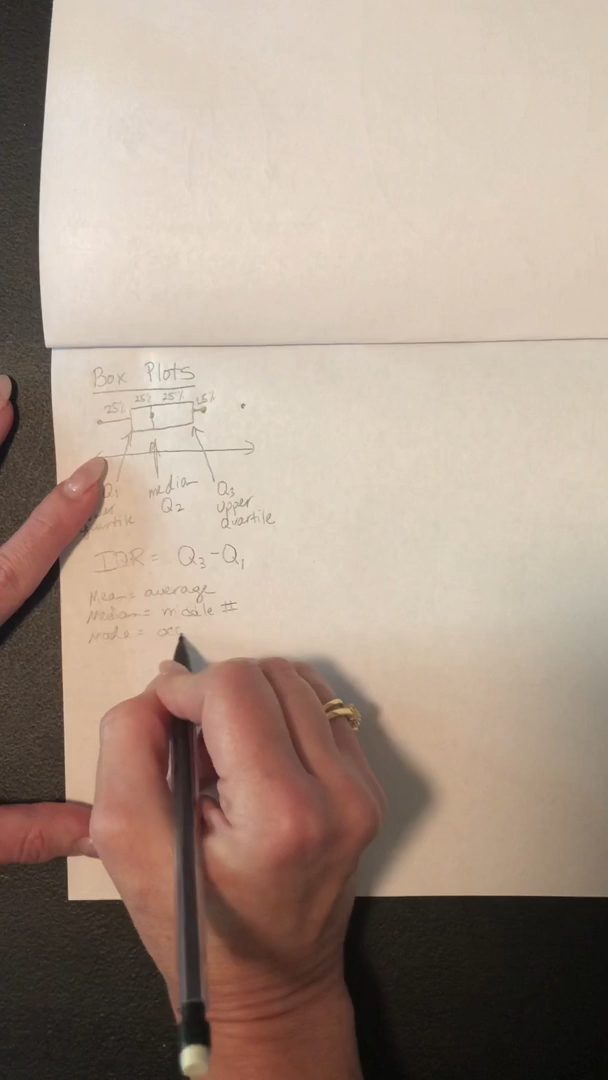 Box Plots
25% 25% 25%
Q1 median Q3
Q2 upper
quartile
IQR = Q3-Q1
Mean = average
Median = middle #
Mode =